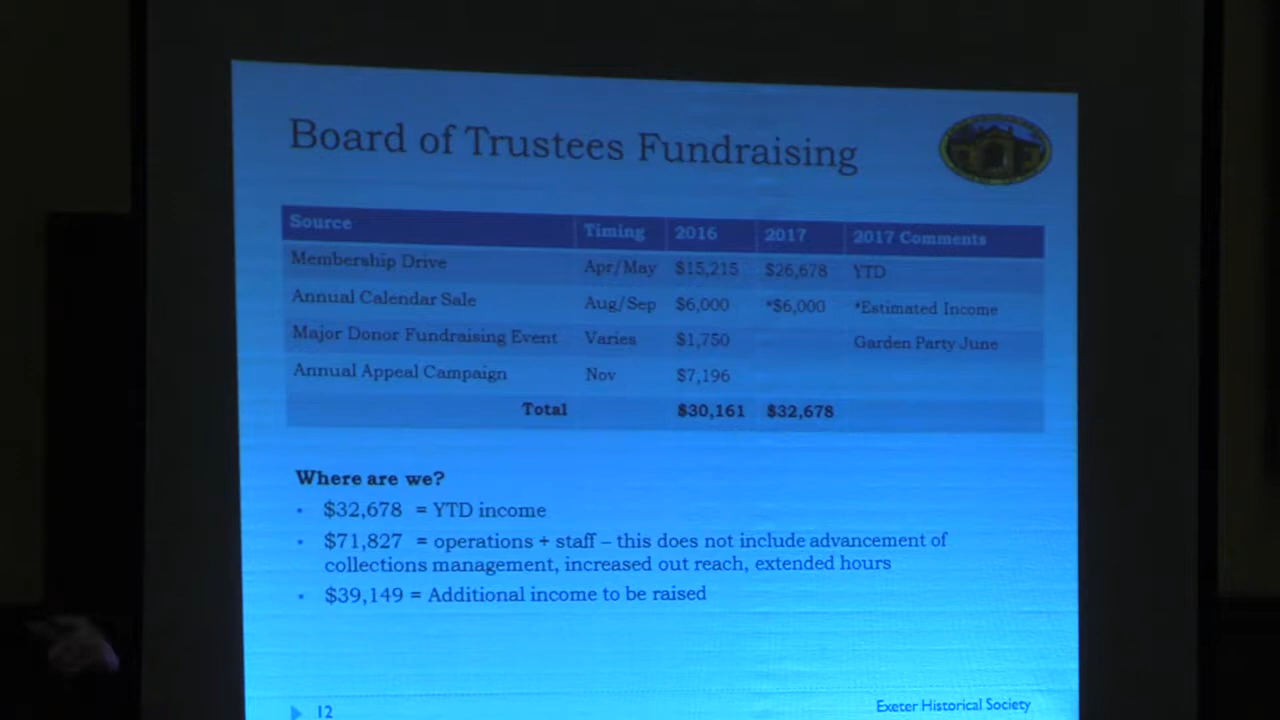 Board of Trustees Fundraising
Source Timing 2016 2017 2017 Comments
Membership Drive Apr/May $15,215 $26,678 YTD
Annual Calendar Sale Aug/Sep $6,000 *$6,000 *Estimated Income
Major Donor Fundraising Event Varies $1,750 Garden Party June
Annual Appeal Campaign Nov $7,196
Total $30,161 $32,678
Where are we?
• $32,678 = YTD income
• $71,827 = operations + staff – this does not include advancement of
collections management, increased out reach, extended hours
• $39,149 = Additional income to be raised
12
Exeter Historical Society